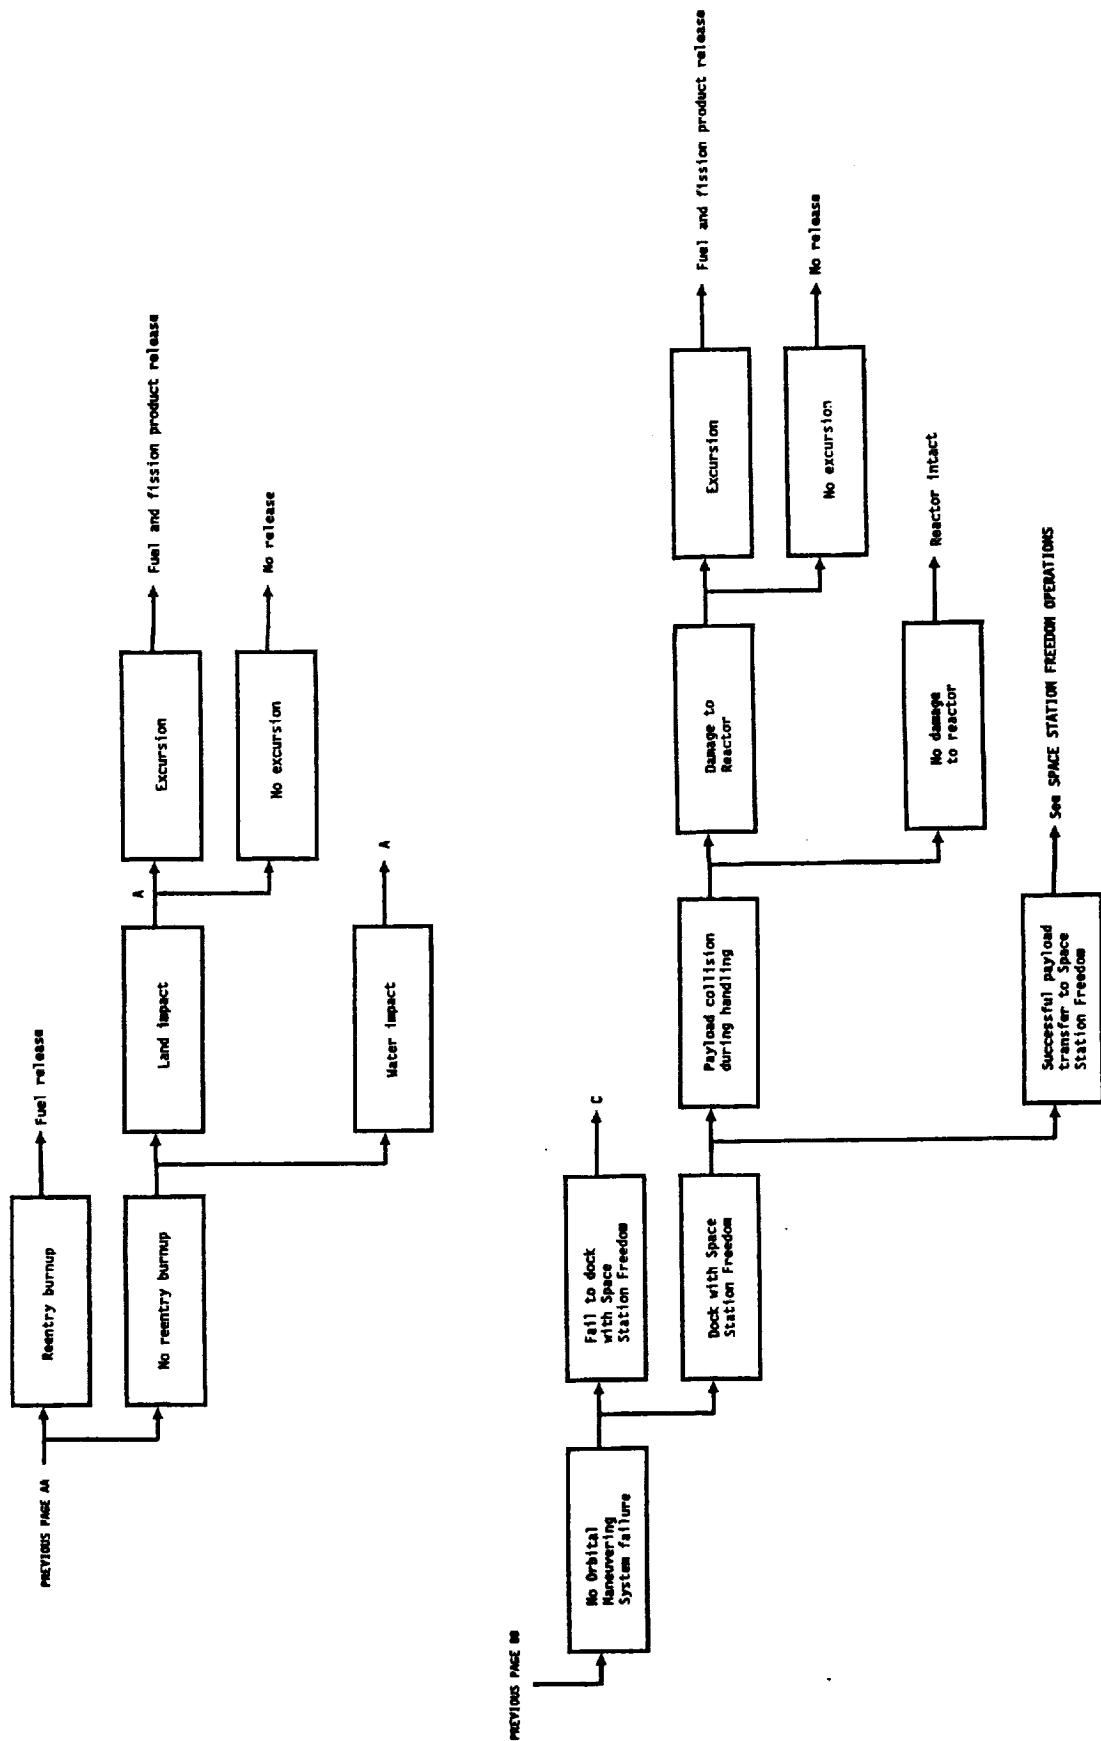 PREVIOUS PAGE AA
Reentry burnup
Fuel release
No reentry burnup
Land impact
A
Excursion
Fuel and fission product release
No excursion
No release
Water impact
A
PREVIOUS PAGE BB
No Orbital
Maneuvering
System failure
Fail to dock
with Space
Station Freedom
C
Dock with Space
Station Freedom
Payload collision
during handling
Damage to
Reactor
Excursion
Fuel and fission product release
No excursion
No release
No damage
to reactor
Reactor intact
Successful payload
transfer to Space
Station Freedom
See SPACE STATION FREEDOM OPERATIONS